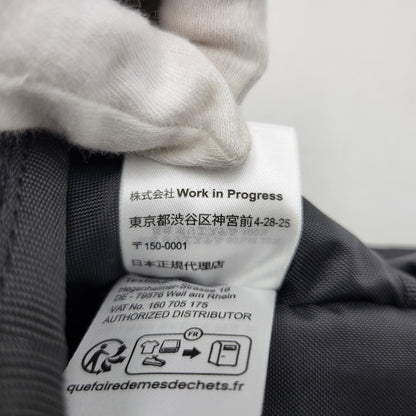 株式会社 Work in Progress
東京都渋谷区神宮前4-28-25
〒150-0001
日本正規代理店
Hegenheimer-Strasse 16
DE - 79576 Weil am Rhein
VAT No. 160 705 175
AUTHORIZED DISTRIBUTOR
FR
quefairedemesdechets.fr